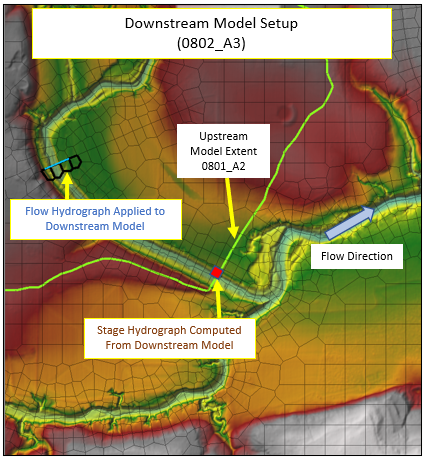 Downstream Model Setup
(0802_A3)
Upstream
Model Extent
0801_A2
Flow Hydrograph Applied to
Downstream Model
Flow Direction
Stage Hydrograph Computed
From Downstream Model